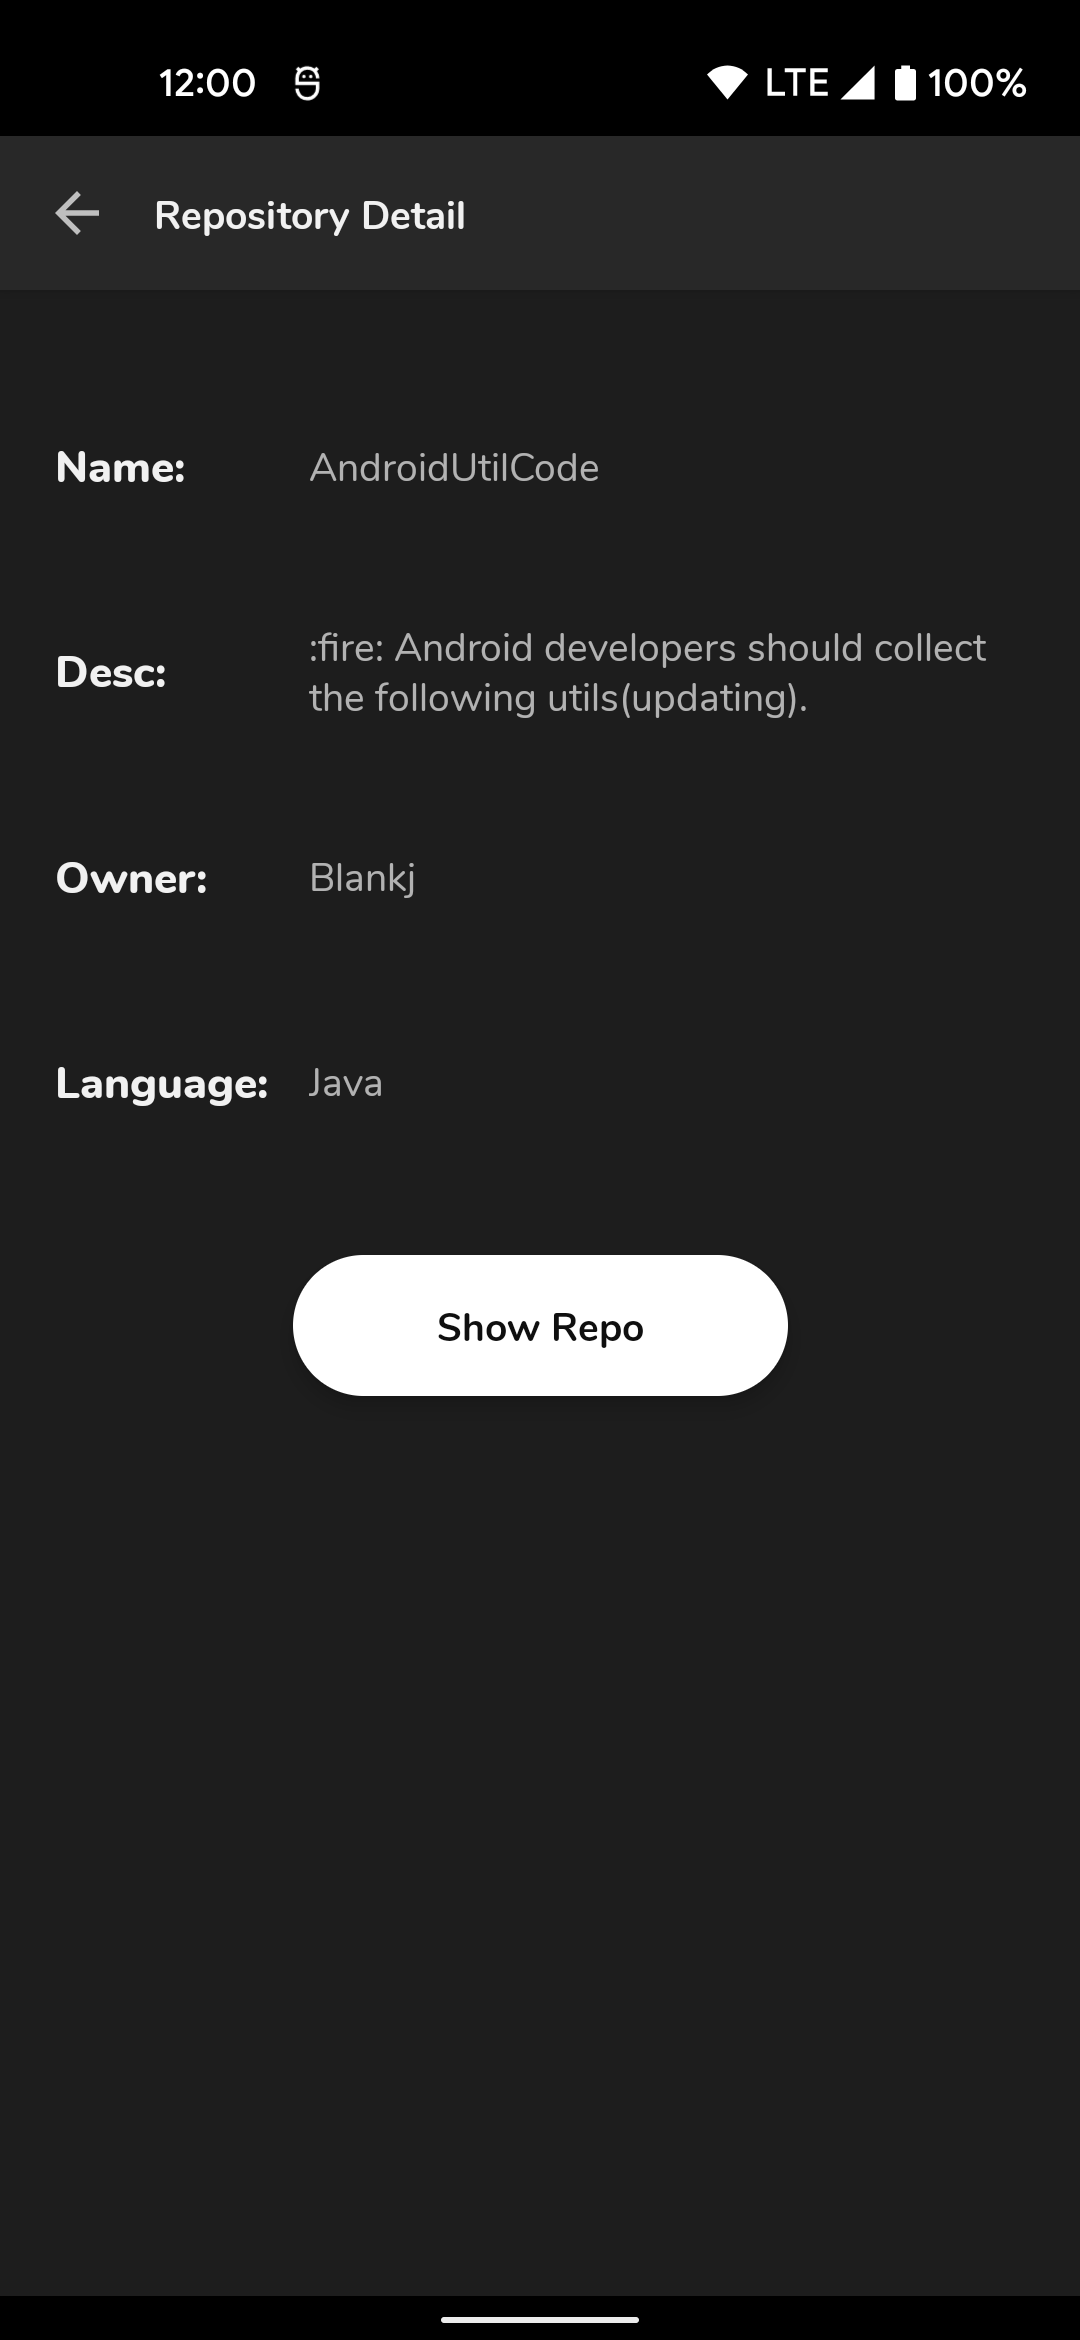 12:00 LTE 100%
Repository Detail
Name: AndroidUtilCode
Desc: :fire: Android developers should collect
the following utils(updating).
Owner: Blankj
Language: Java
Show Repo